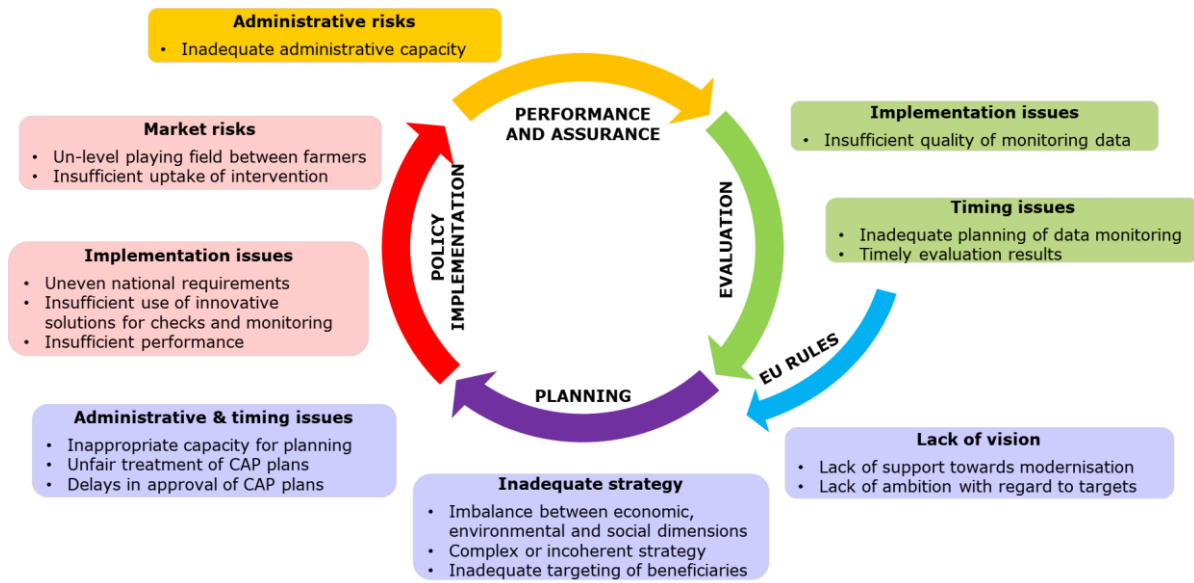 Administrative risks
• Inadequate administrative capacity
PERFORMANCE
AND ASSURANCE
Implementation issues
• Insufficient quality of monitoring data
Market risks
• Un-level playing field between farmers
• Insufficient uptake of intervention
POLICY
IMPLEMENTATION
EVALUATION
Timing issues
• Inadequate planning of data monitoring
• Timely evaluation results
Implementation issues
• Uneven national requirements
• Insufficient use of innovative
solutions for checks and monitoring
• Insufficient performance
EU RULES
PLANNING
Administrative & timing issues
• Inappropriate capacity for planning
• Unfair treatment of CAP plans
• Delays in approval of CAP plans
Lack of vision
• Lack of support towards modernisation
• Lack of ambition with regard to targets
Inadequate strategy
• Imbalance between economic,
environmental and social dimensions
• Complex or incoherent strategy
• Inadequate targeting of beneficiaries